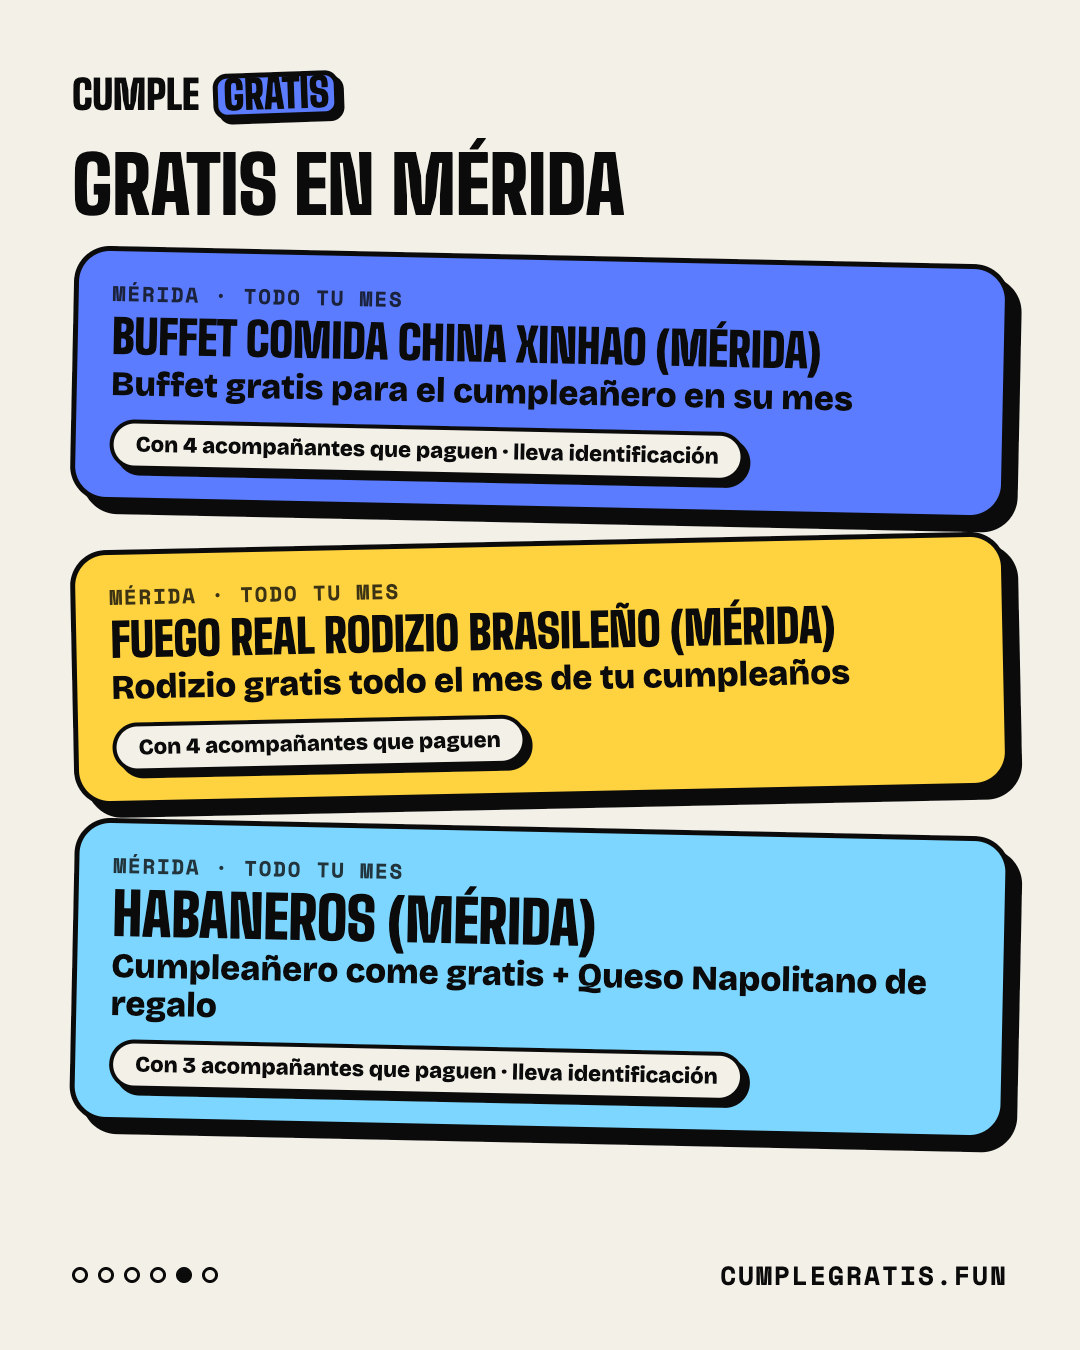 CUMPLE GRATIS
GRATIS EN MÉRIDA
MÉRIDA · TODO TU MES
BUFFET COMIDA CHINA XINHAO (MÉRIDA)
Buffet gratis para el cumpleañero en su mes
Con 4 acompañantes que paguen · lleva identificación
MÉRIDA · TODO TU MES
FUEGO REAL RODIZIO BRASILEÑO (MÉRIDA)
Rodizio gratis todo el mes de tu cumpleaños
Con 4 acompañantes que paguen
MÉRIDA · TODO TU MES
HABANEROS (MÉRIDA)
Cumpleañero come gratis + Queso Napolitano de
regalo
Con 3 acompañantes que paguen · lleva identificación
CUMPLEGRATIS.FUN